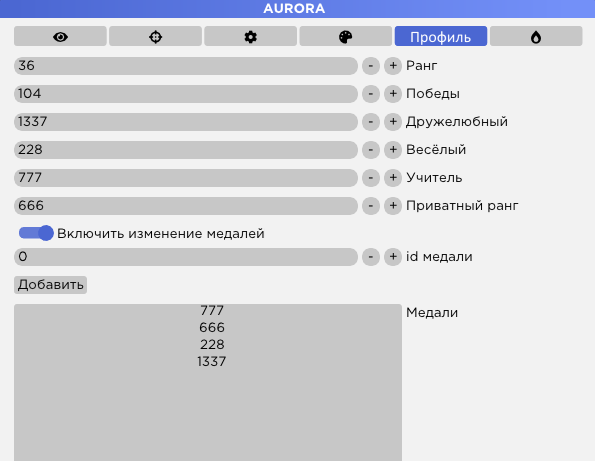 AURORA
Профиль
36 - + Ранг
104 - + Победы
1337 - + Дружелюбный
228 - + Весёлый
777 - + Учитель
666 - + Приватный ранг
Включить изменение медалей
0 - + id медали
Добавить
777 Медали
666
228
1337